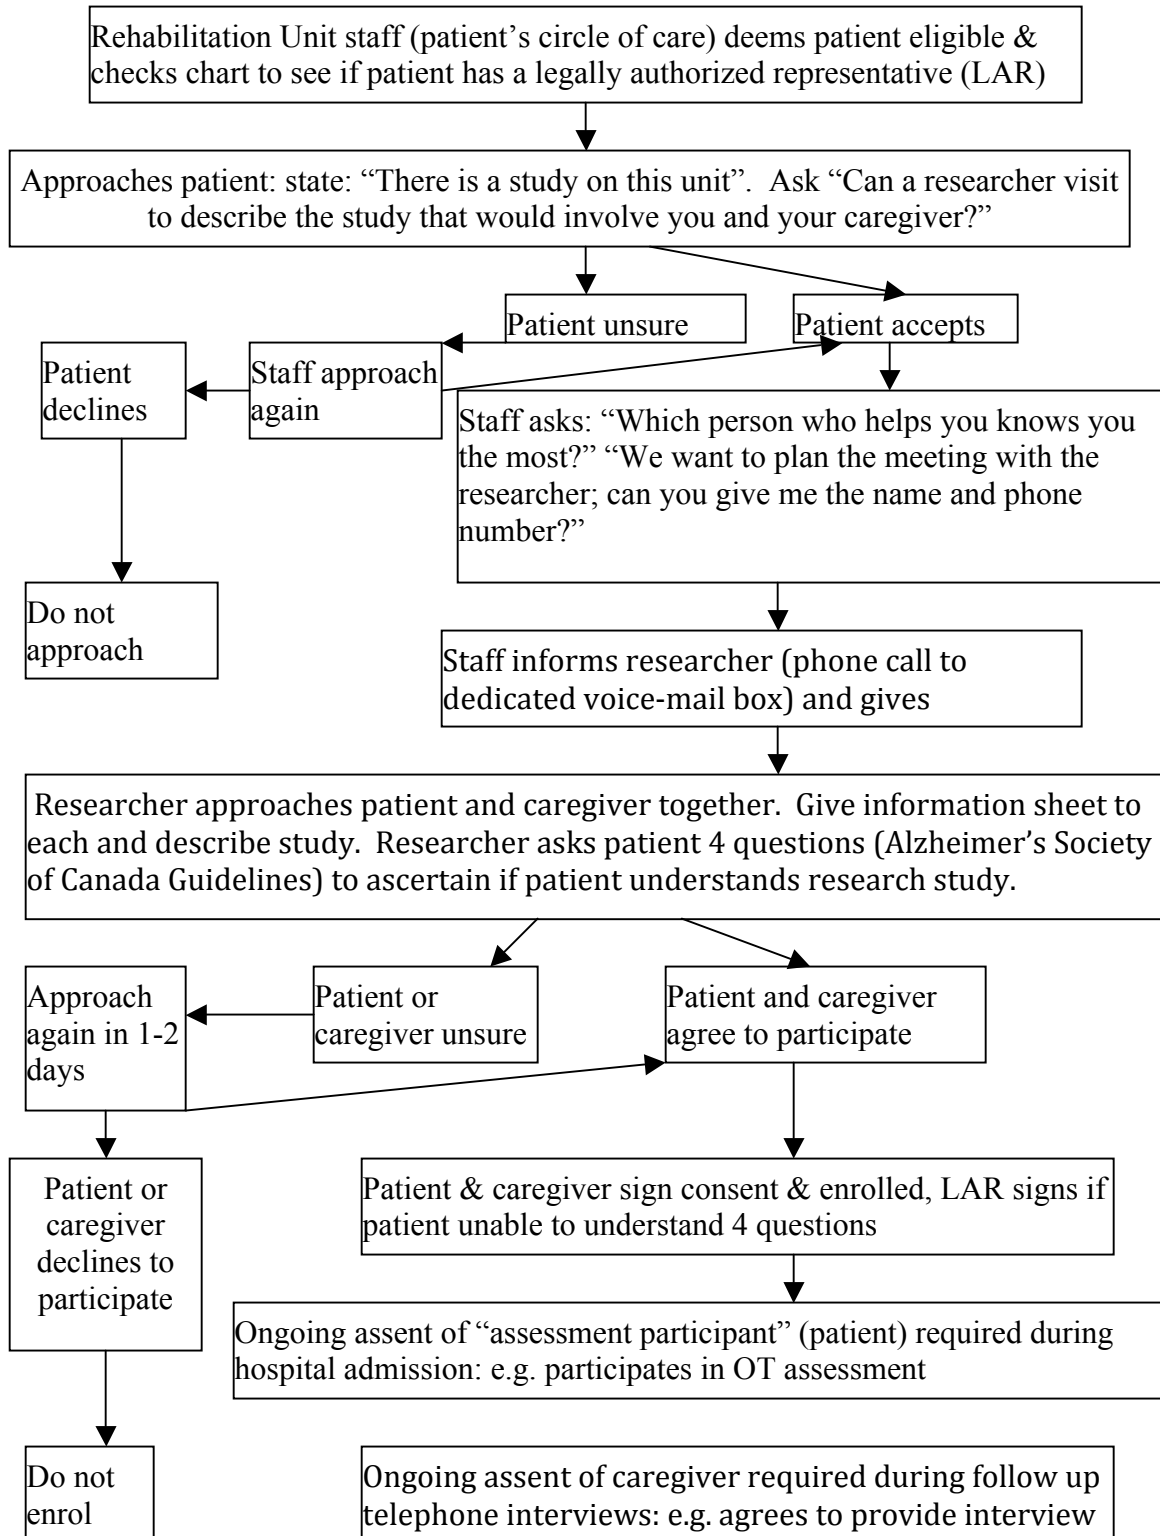 Rehabilitation Unit staff (patient’s circle of care) deems patient eligible &
checks chart to see if patient has a legally authorized representative (LAR)
Approaches patient: state: “There is a study on this unit”.  Ask “Can a researcher visit
to describe the study that would involve you and your caregiver?”
Patient unsure
Patient accepts
Patient
declines
Staff approach
again
Staff asks: “Which person who helps you knows you
the most?” “We want to plan the meeting with the
researcher; can you give me the name and phone
number?”
Do not
approach
Staff informs researcher (phone call to
dedicated voice-mail box) and gives
Researcher approaches patient and caregiver together.  Give information sheet to
each and describe study.  Researcher asks patient 4 questions (Alzheimer’s Society
of Canada Guidelines) to ascertain if patient understands research study.
Approach
again in 1-2
days
Patient or
caregiver unsure
Patient and caregiver
agree to participate
Patient or
caregiver
declines to
participate
Patient & caregiver sign consent & enrolled, LAR signs if
patient unable to understand 4 questions
Ongoing assent of “assessment participant” (patient) required during
hospital admission: e.g. participates in OT assessment
Do not
enrol
Ongoing assent of caregiver required during follow up
telephone interviews: e.g. agrees to provide interview